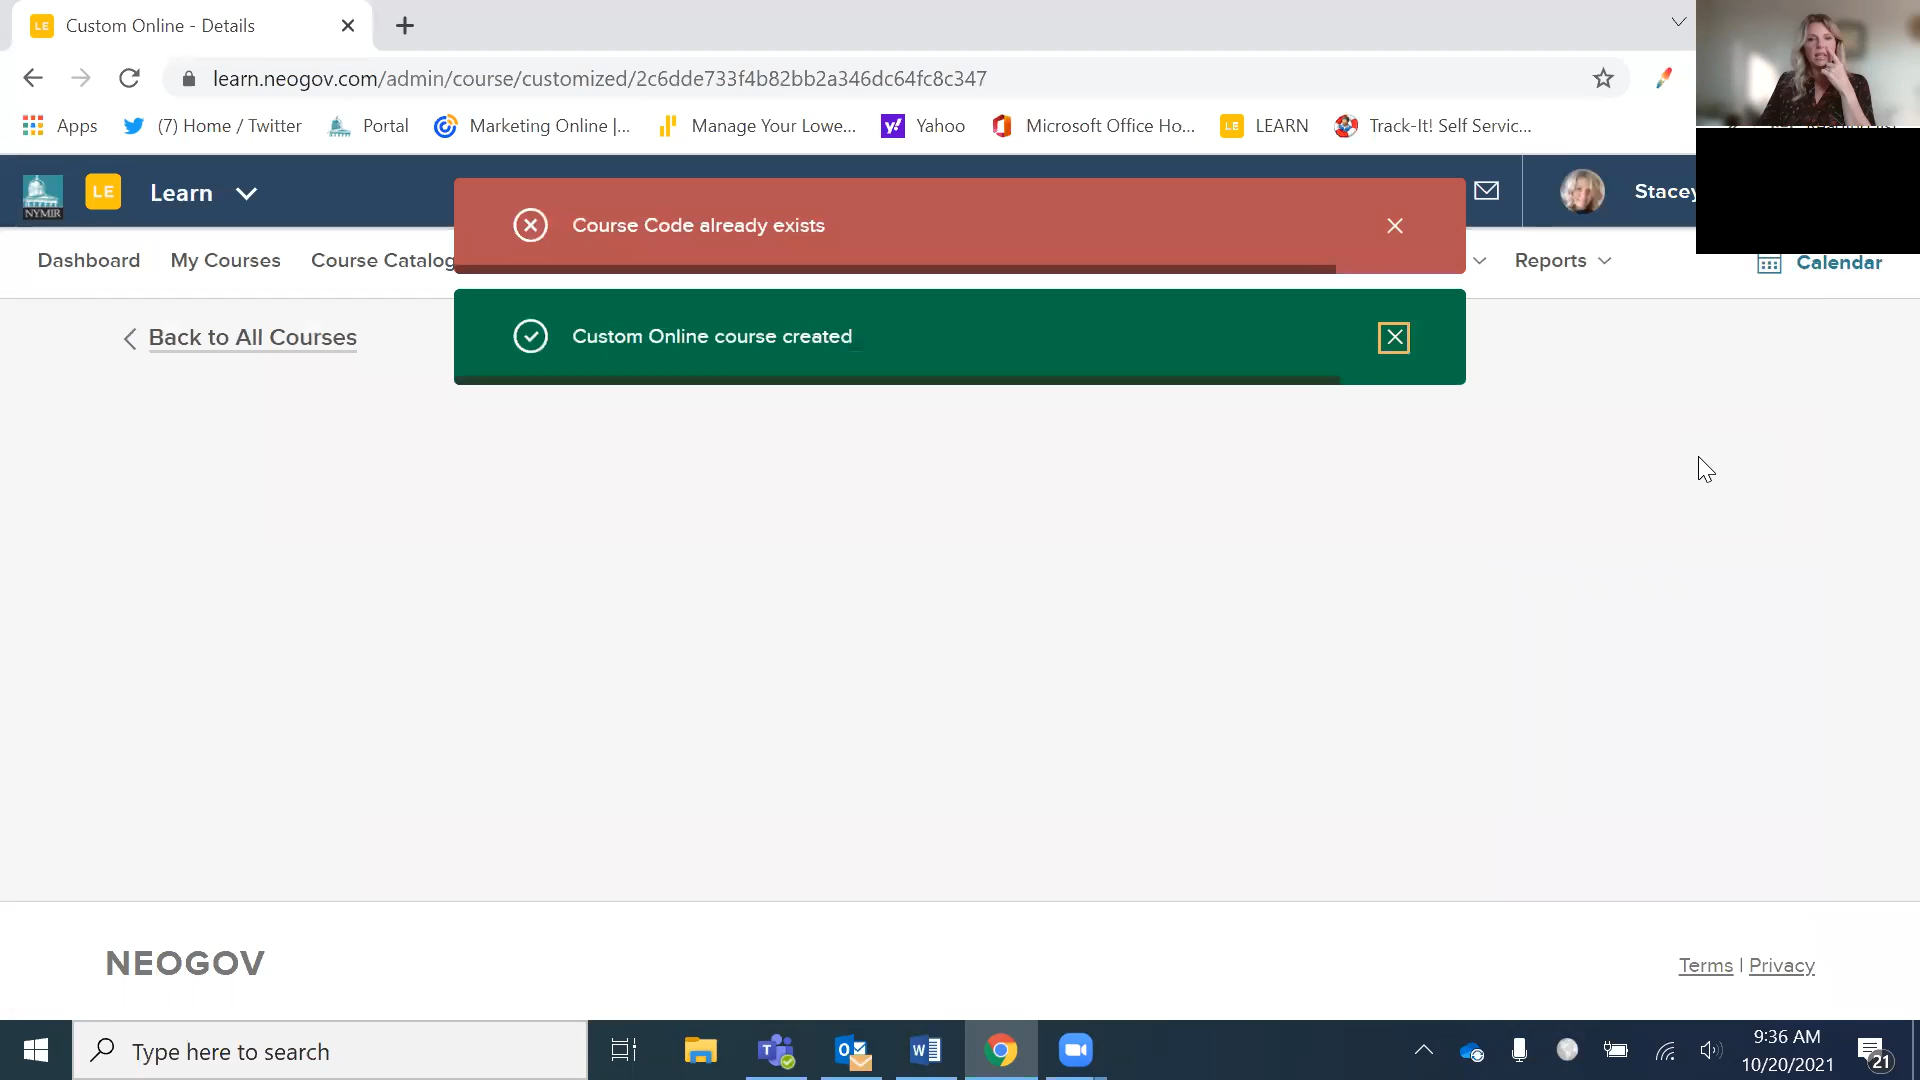 LE Custom Online - Details
learn.neogov.com/admin/course/customized/2c6dde733f4b82bb2a346dc64fc8c347
Apps (7) Home / Twitter Portal Marketing Online |... Manage Your Lowe... Yahoo Microsoft Office Ho... LE LEARN Track-It! Self Servic...
NYMIR LE Learn Stacey
Course Code already exists
Dashboard My Courses Course Catalog Reports Calendar
Back to All Courses
Custom Online course created
NEOGOV
Terms | Privacy
Type here to search
9:36 AM
10/20/2021
21